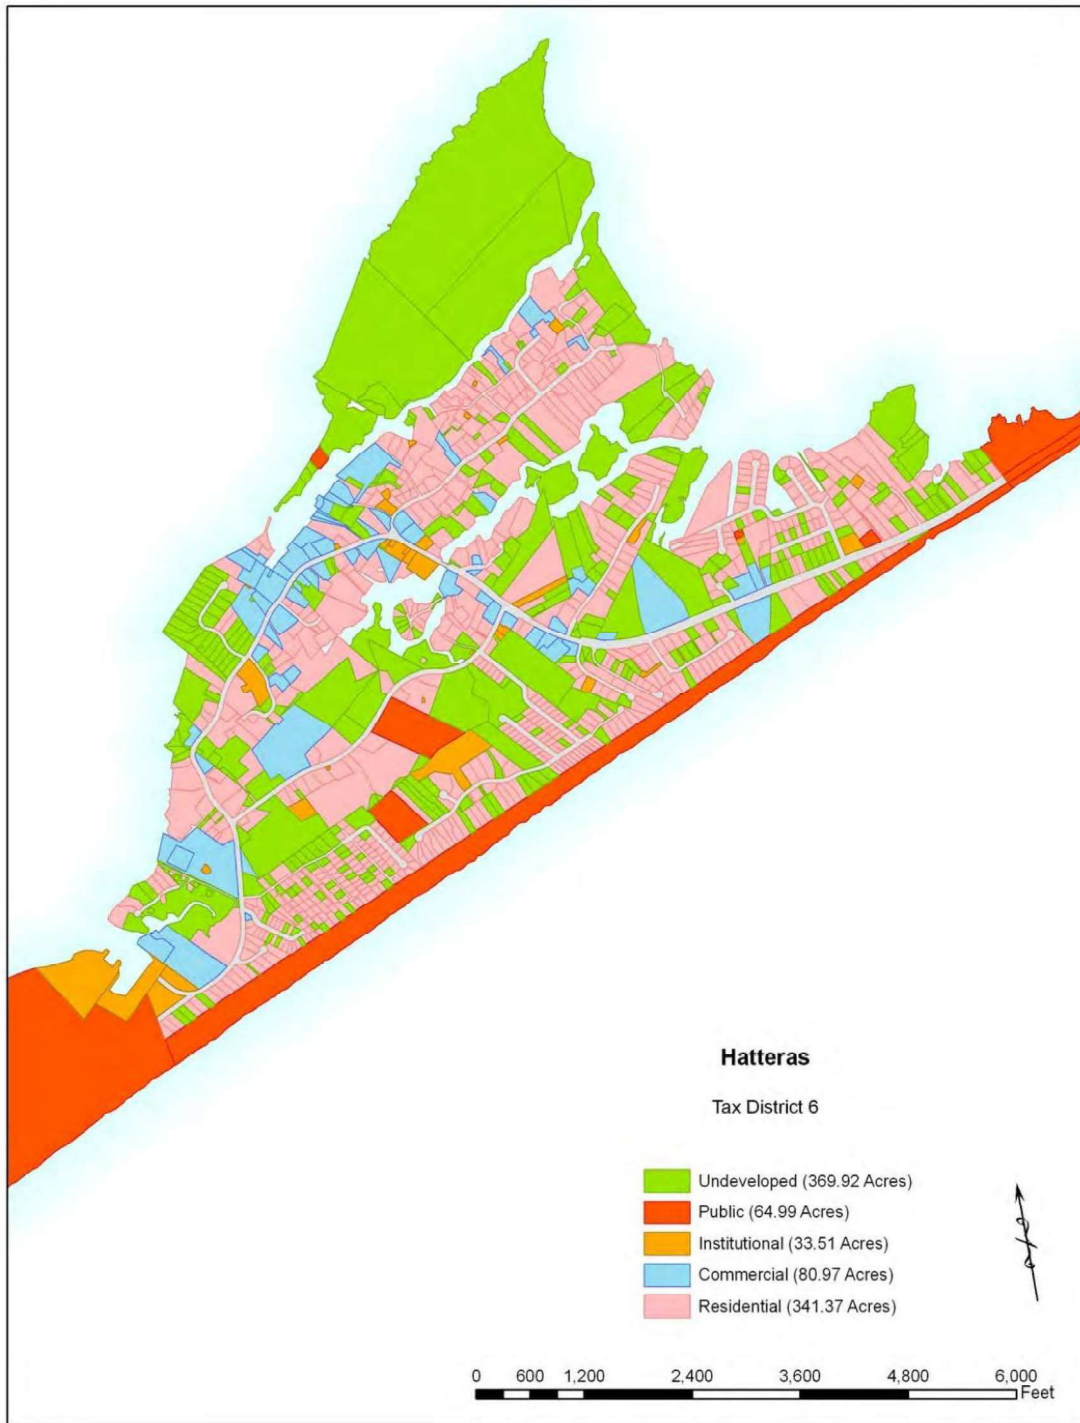 Hatteras
Tax District 6
Undeveloped (369.92 Acres)
Public (64.99 Acres)
Institutional (33.51 Acres)
Commercial (80.97 Acres)
Residential (341.37 Acres)
0 600 1,200 2,400 3,600 4,800 6,000
Feet